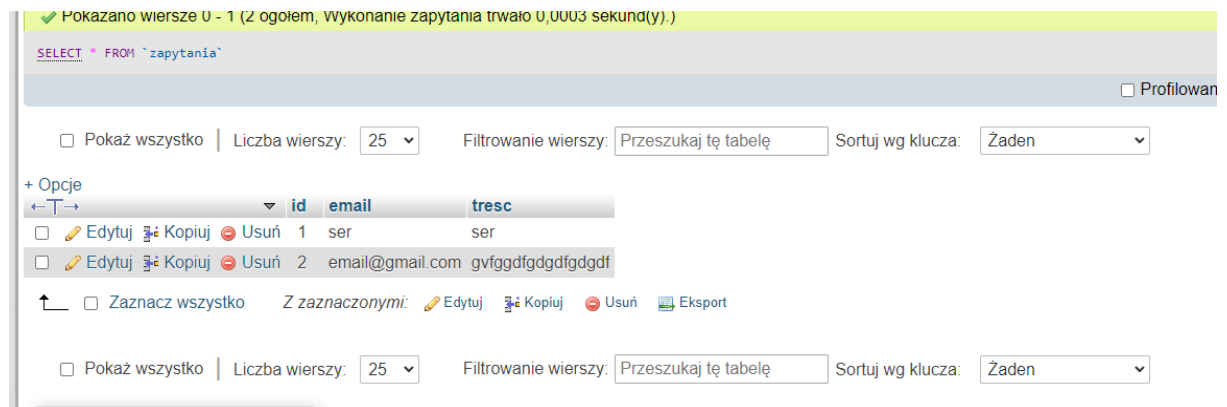 Pokazano wiersze 0 - 1 (2 ogółem, Wykonanie zapytania trwało 0,0003 sekund(y).)
SELECT * FROM `zapytania`
Profilowan
Pokaż wszystko | Liczba wierszy: 25 Filtrowanie wierszy: Przeszukaj tę tabelę Sortuj wg klucza: Żaden
+ Opcje
←T→ id email tresc
Edytuj Kopiuj Usuń 1 ser ser
Edytuj Kopiuj Usuń 2 email@gmail.com gvfggdfgdgdfgdgdf
Zaznacz wszystko Z zaznaczonymi: Edytuj Kopiuj Usuń Eksport
Pokaż wszystko | Liczba wierszy: 25 Filtrowanie wierszy: Przeszukaj tę tabelę Sortuj wg klucza: Żaden